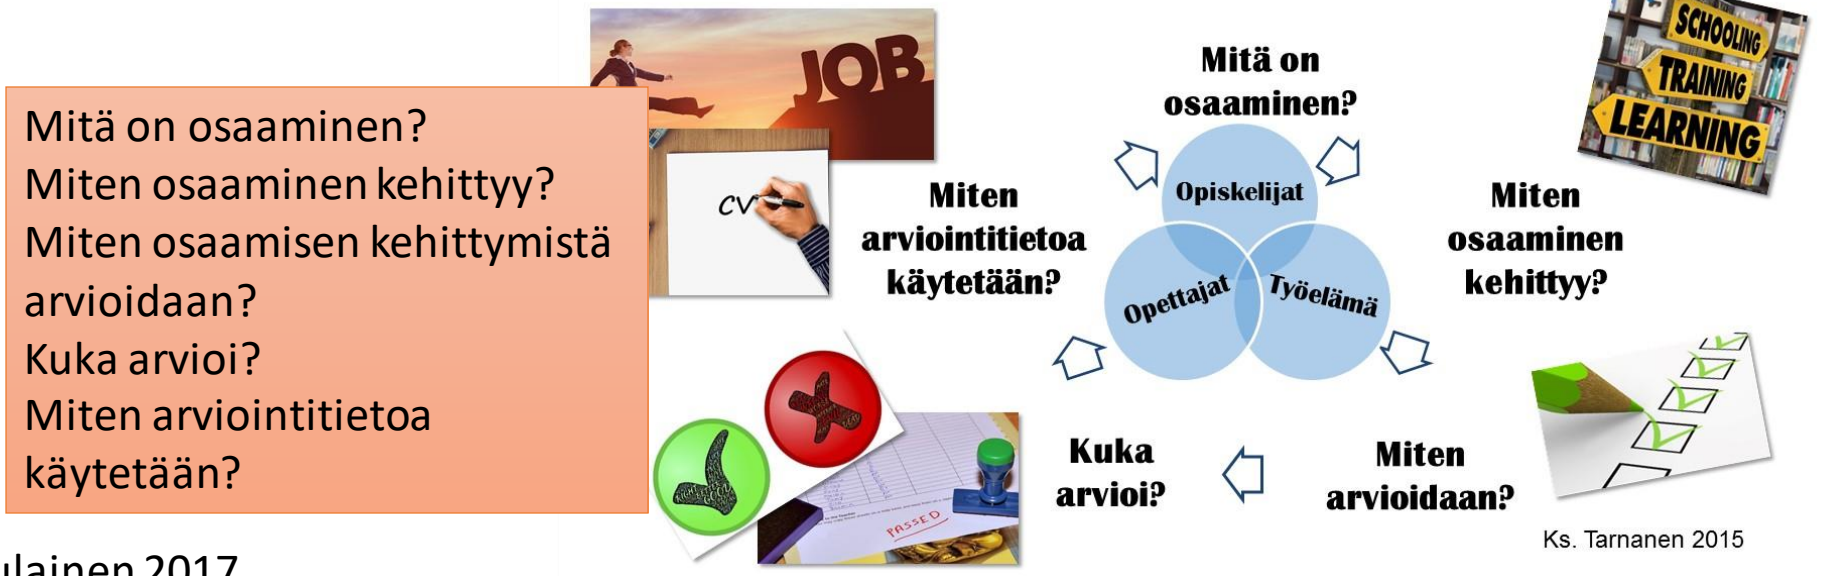 Mitä on osaaminen?
Miten osaaminen kehittyy?
Miten osaamisen kehittymistä
arvioidaan?
Kuka arvioi?
Miten arviointitietoa
käytetään?
JOB
CV
Mitä on
osaaminen?
SCHOOLING
TRAINING
LEARNING
Opiskelijat
Opettajat
Työelämä
Miten
arviointitietoa
käytetään?
Miten
osaaminen
kehittyy?
Kuka
arvioi?
Miten
arvioidaan?
PASSED
Ks. Tarnanen 2015
2017